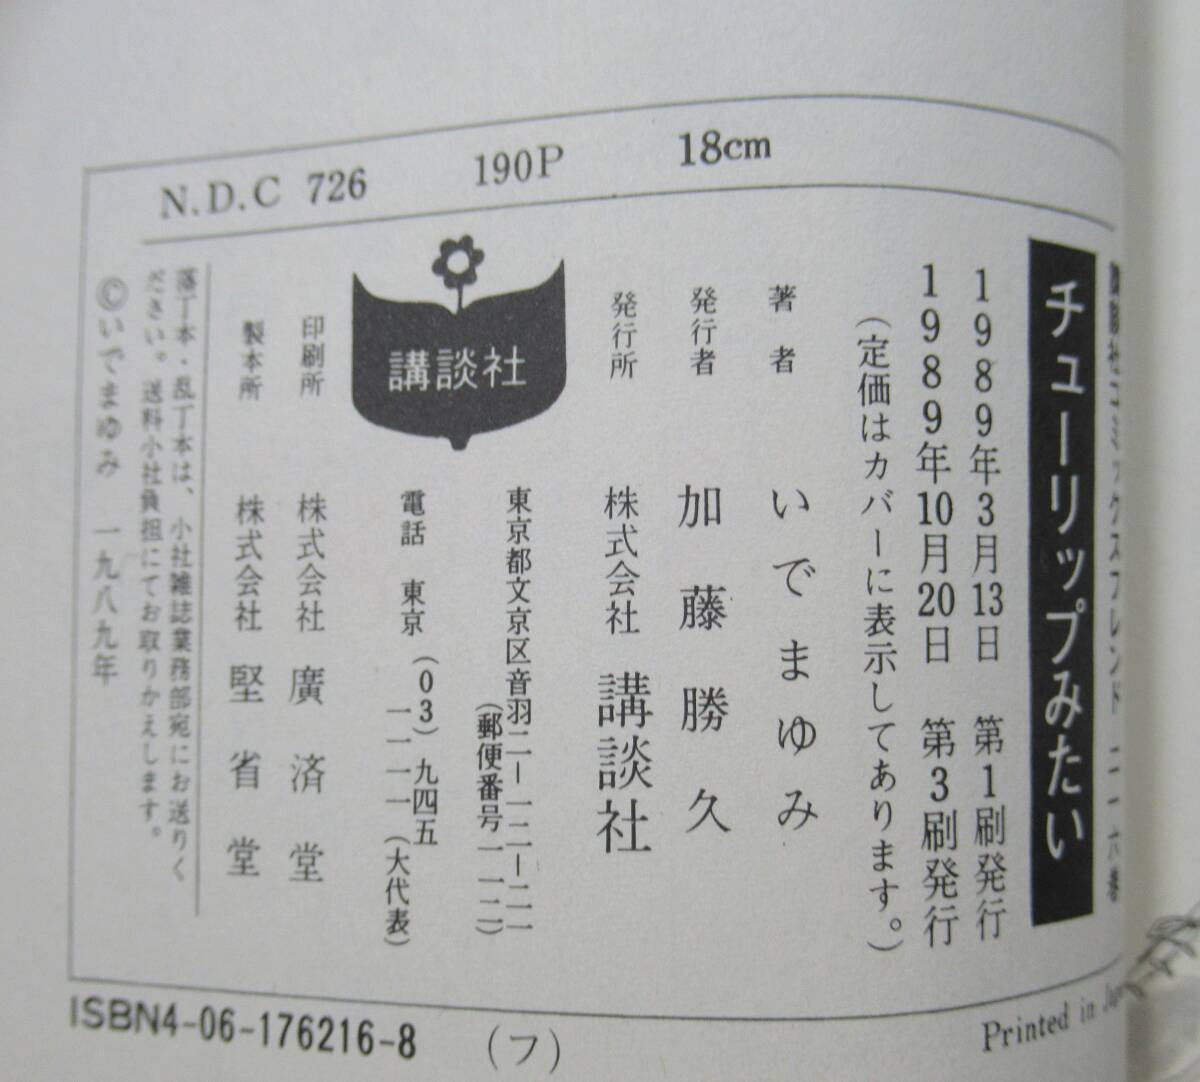 N.D.C 726　190P　18cm
講談社コミックスフレンド 一一一六巻
チューリップみたい
1989年3月13日 第1刷発行
1989年10月20日 第3刷発行
(定価はカバーに表示してあります。)
著者 いでまゆみ
発行者 加藤勝久
発行所 株式会社 講談社
東京都文京区音羽二−一二−二一
(郵便番号一一二)
電話 東京 (03) 九四五
一一一一 (大代表)
講談社
印刷所 株式会社 廣済堂
製本所 株式会社 堅省堂
落丁本・乱丁本は、小社雑誌業務部宛にお送りく
ださい。送料小社負担にてお取りかえします。
©いでまゆみ 一九八九年
ISBN4-06-176216-8　(フ)
Printed in